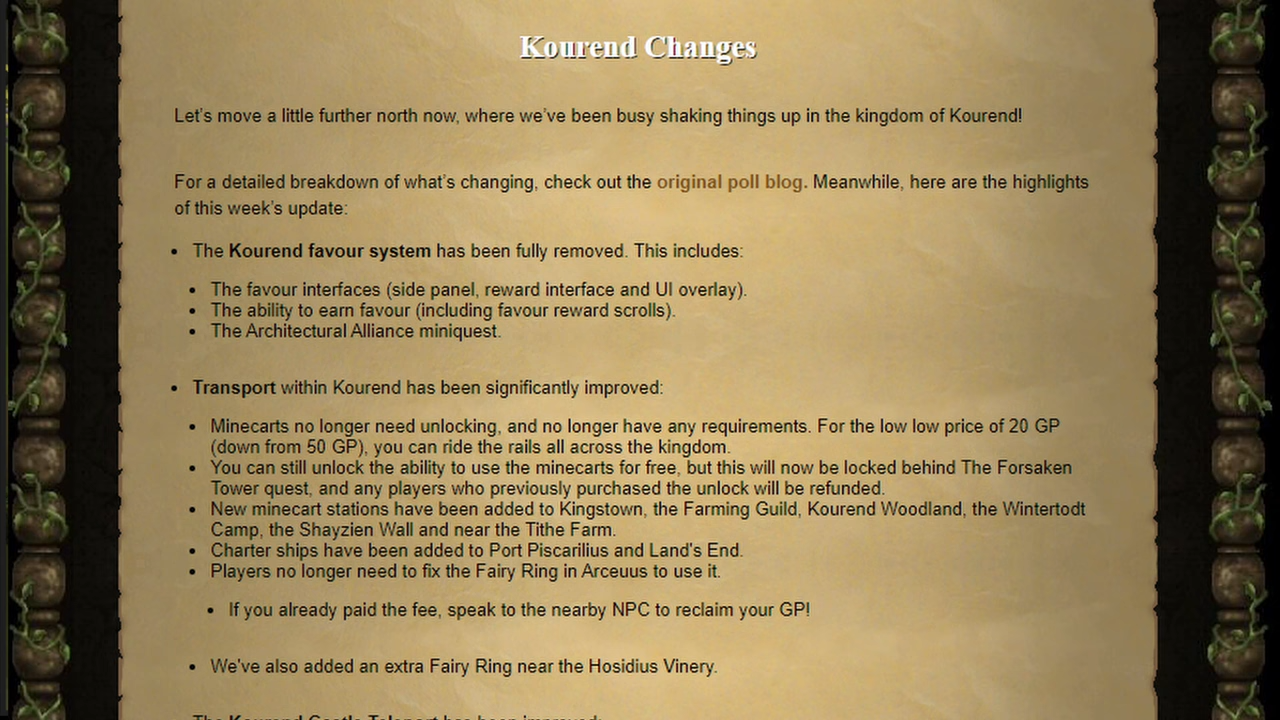 Kourend Changes
Let's move a little further north now, where we've been busy shaking things up in the kingdom of Kourend!
For a detailed breakdown of what's changing, check out the original poll blog. Meanwhile, here are the highlights
of this week's update:
• The Kourend favour system has been fully removed. This includes:
• The favour interfaces (side panel, reward interface and UI overlay).
• The ability to earn favour (including favour reward scrolls).
• The Architectural Alliance miniquest.
• Transport within Kourend has been significantly improved:
• Minecarts no longer need unlocking, and no longer have any requirements. For the low low price of 20 GP
(down from 50 GP), you can ride the rails all across the kingdom.
• You can still unlock the ability to use the minecarts for free, but this will now be locked behind The Forsaken
Tower quest, and any players who previously purchased the unlock will be refunded.
• New minecart stations have been added to Kingstown, the Farming Guild, Kourend Woodland, the Wintertodt
Camp, the Shayzien Wall and near the Tithe Farm.
• Charter ships have been added to Port Piscarilius and Land's End.
• Players no longer need to fix the Fairy Ring in Arceuus to use it.
• If you already paid the fee, speak to the nearby NPC to reclaim your GP!
• We've also added an extra Fairy Ring near the Hosidius Vinery.
The Kourend Castle Teleport has been improved: